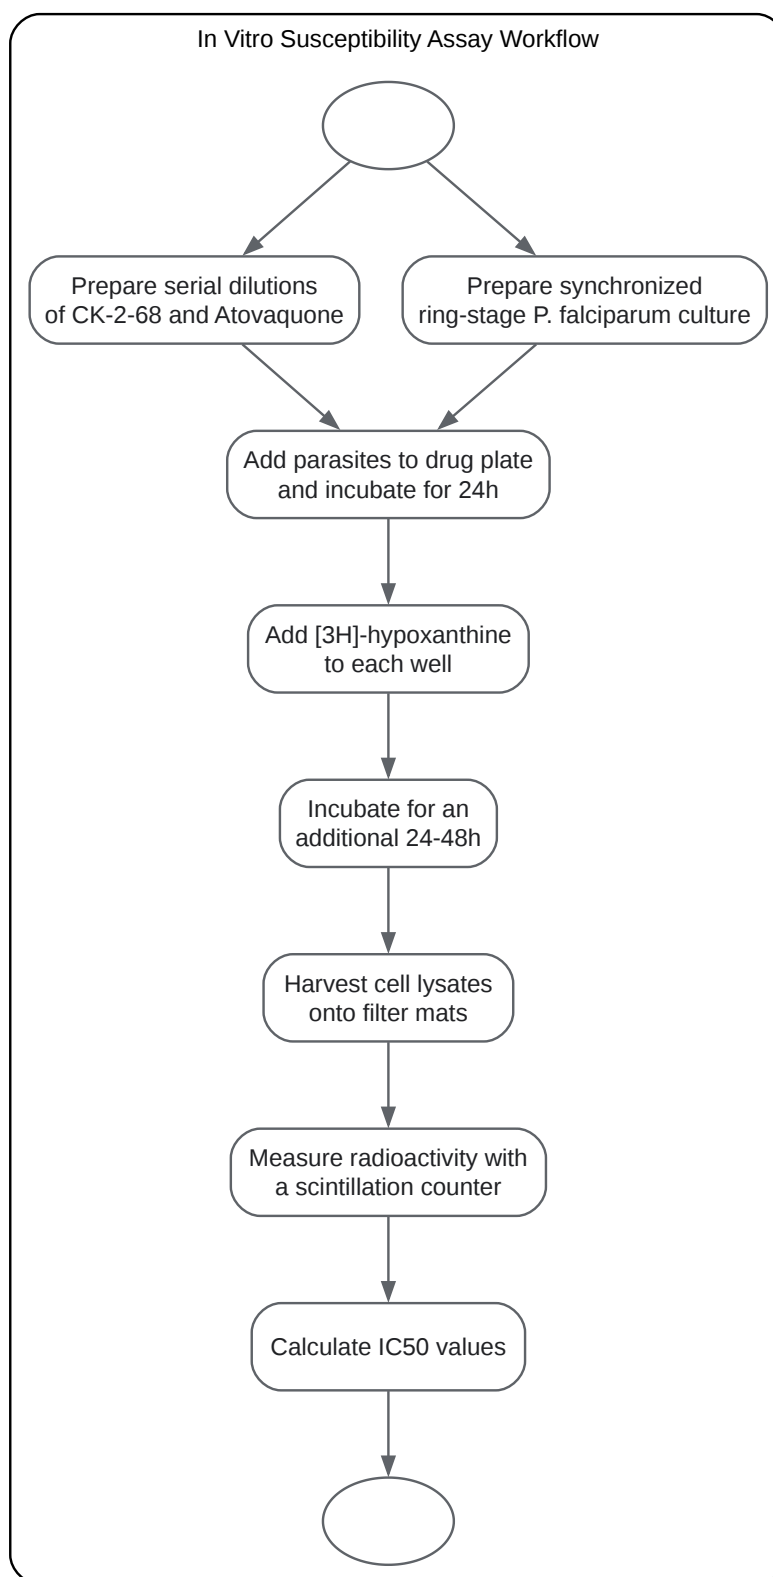 In Vitro Susceptibility Assay Workflow
Prepare serial dilutions
of CK-2-68 and Atovaquone
Prepare synchronized
ring-stage P. falciparum culture
Add parasites to drug plate
and incubate for 24h
Add [3H]-hypoxanthine
to each well
Incubate for an
additional 24-48h
Harvest cell lysates
onto filter mats
Measure radioactivity with
a scintillation counter
Calculate IC50 values